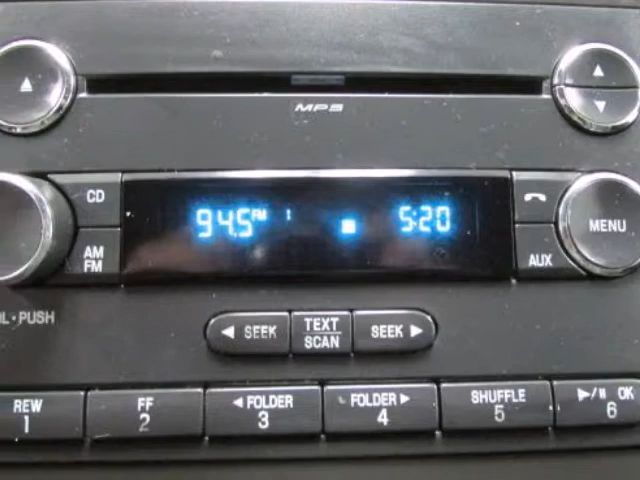 MP3
CD
94.5 FM 1 5:20
MENU
AM
FM
AUX
L • PUSH
◄ SEEK
TEXT
SCAN
SEEK ►
REW
1
FF
2
◄ FOLDER
3
FOLDER ►
4
SHUFFLE
5
►/II OK
6